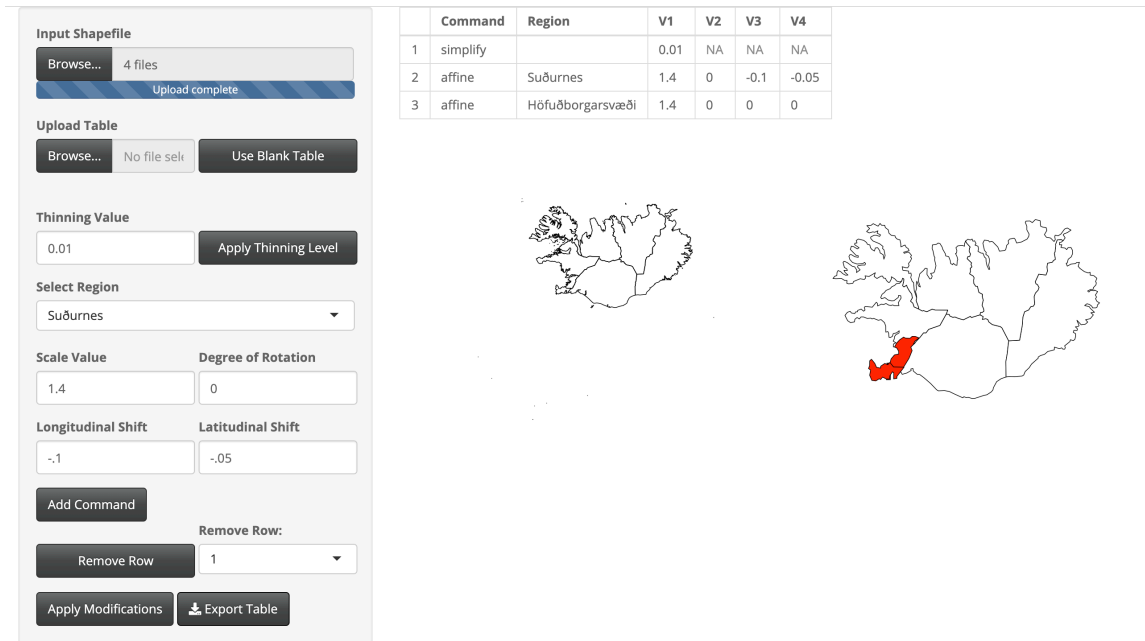 Input Shapefile
Browse... 4 files
Upload complete
Upload Table
Browse... No file sele Use Blank Table
Thinning Value
0.01 Apply Thinning Level
Select Region
Suðurnes
Scale Value Degree of Rotation
1.4 0
Longitudinal Shift Latitudinal Shift
-.1 -.05
Add Command
Remove Row:
Remove Row 1
Apply Modifications Export Table
Command Region V1 V2 V3 V4
1 simplify 0.01 NA NA NA
2 affine Suðurnes 1.4 0 -0.1 -0.05
3 affine Höfuðborgarsvæði 1.4 0 0 0